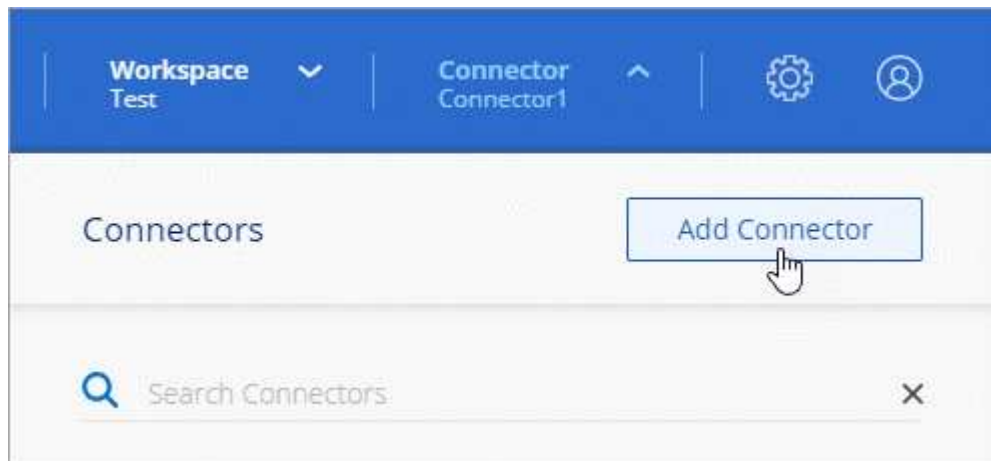 Workspace
Test
Connector
Connector1
Connectors
Add Connector
Search Connectors